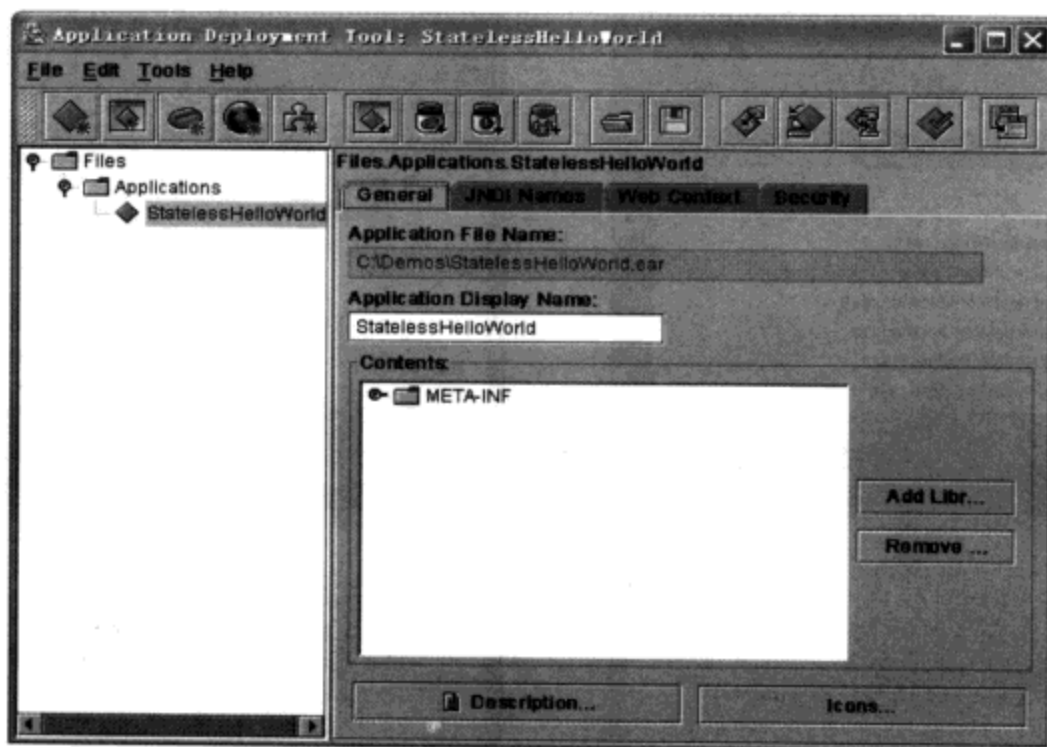 Application Deployment Tool: StatelessHelloWorld
File Edit Tools Help
Files
Applications
StatelessHelloWorld
Files.Applications.StatelessHelloWorld
General JNDI Names Web Context Security
Application File Name:
C:\Demos\StatelessHelloWorld.ear
Application Display Name:
StatelessHelloWorld
Contents:
META-INF
Add Libr...
Remove ...
Description...
Icons...